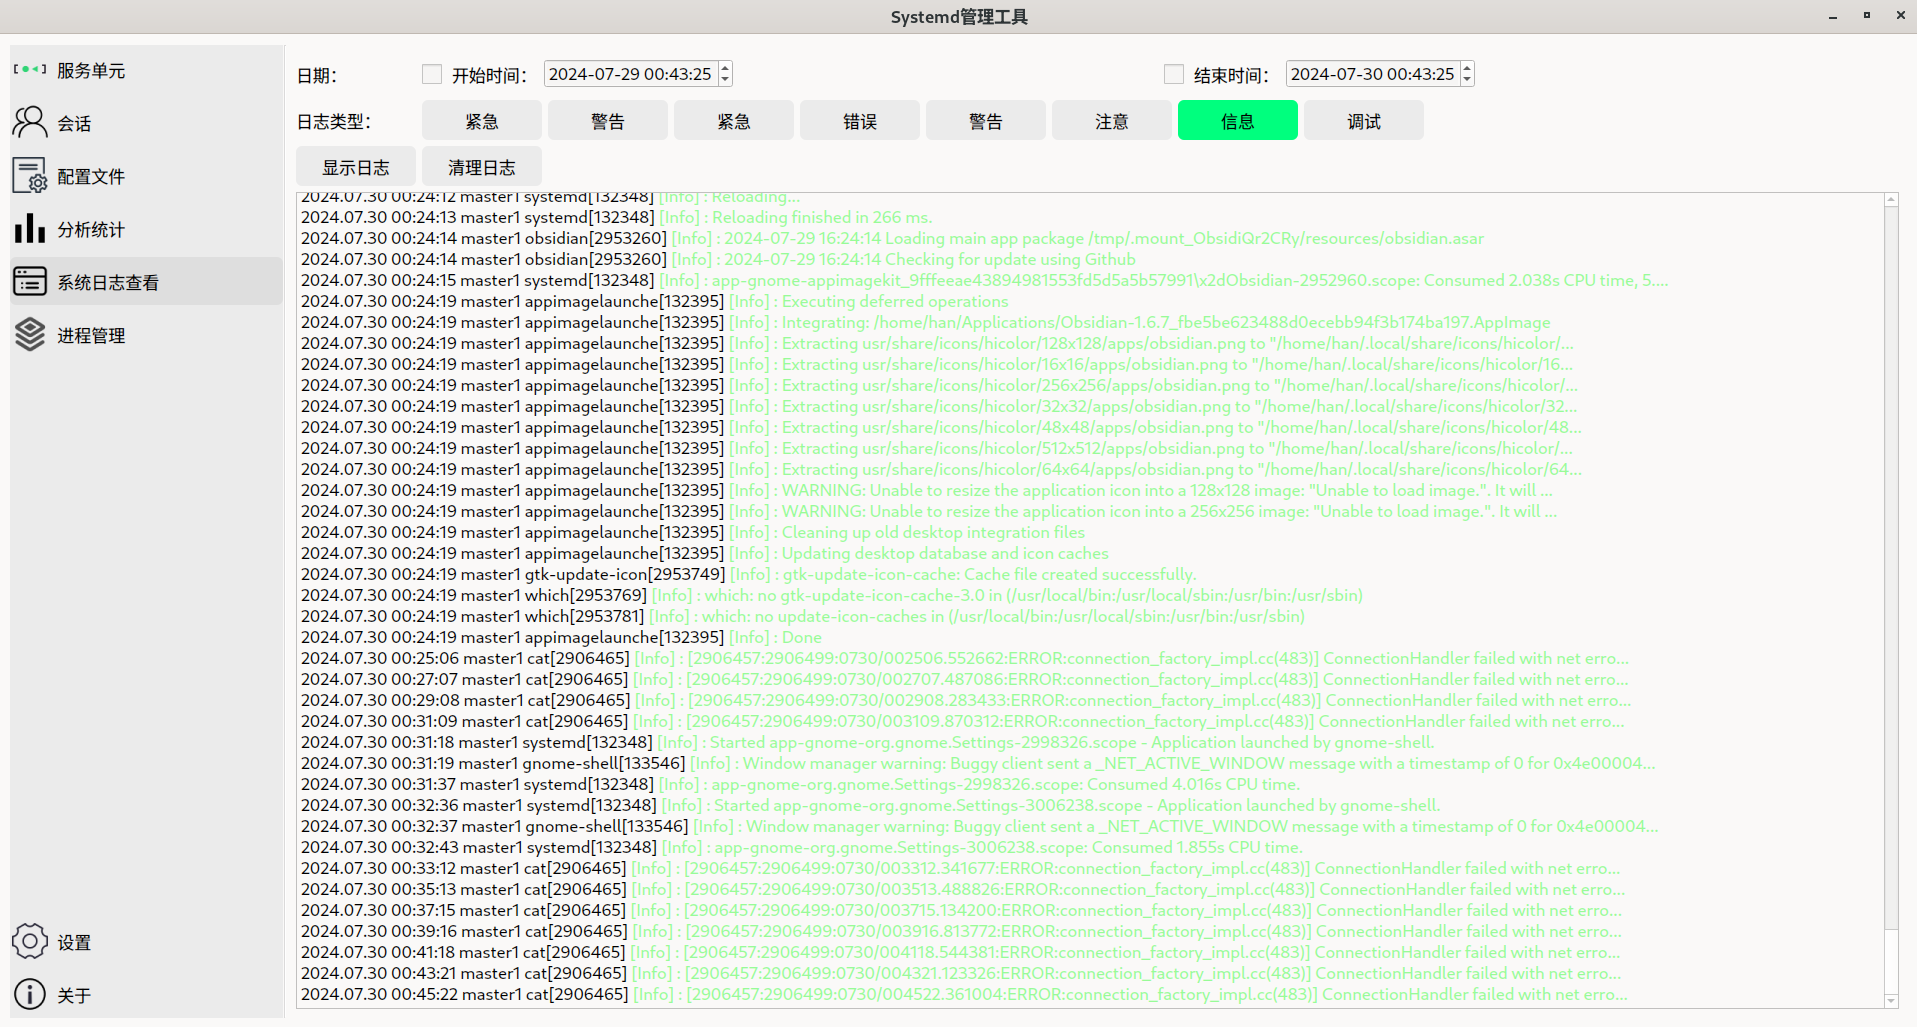 Systemd管理工具
服务单元
会话
配置文件
分析统计
系统日志查看
进程管理
设置
关于
日期: 开始时间: 2024-07-29 00:43:25 结束时间: 2024-07-30 00:43:25
日志类型: 紧急 警告 紧急 错误 警告 注意 信息 调试
显示日志 清理日志
2024.07.30 00:24:12 master1 systemd[132348] [Info] : Reloading...
2024.07.30 00:24:13 master1 systemd[132348] [Info] : Reloading finished in 266 ms.
2024.07.30 00:24:14 master1 obsidian[2953260] [Info] : 2024-07-29 16:24:14 Loading main app package /tmp/.mount_ObsidiQr2CRy/resources/obsidian.asar
2024.07.30 00:24:14 master1 obsidian[2953260] [Info] : 2024-07-29 16:24:14 Checking for update using Github
2024.07.30 00:24:15 master1 systemd[132348] [Info] : app-gnome-appimagekit_9fffeeae43894981553fd5d5a5b57991\x2dObsidian-2952960.scope: Consumed 2.038s CPU time, 5....
2024.07.30 00:24:19 master1 appimagelaunche[132395] [Info] : Executing deferred operations
2024.07.30 00:24:19 master1 appimagelaunche[132395] [Info] : Integrating: /home/han/Applications/Obsidian-1.6.7_fbe5be623488d0ecebb94f3b174ba197.AppImage
2024.07.30 00:24:19 master1 appimagelaunche[132395] [Info] : Extracting usr/share/icons/hicolor/128x128/apps/obsidian.png to "/home/han/.local/share/icons/hicolor/...
2024.07.30 00:24:19 master1 appimagelaunche[132395] [Info] : Extracting usr/share/icons/hicolor/16x16/apps/obsidian.png to "/home/han/.local/share/icons/hicolor/16...
2024.07.30 00:24:19 master1 appimagelaunche[132395] [Info] : Extracting usr/share/icons/hicolor/256x256/apps/obsidian.png to "/home/han/.local/share/icons/hicolor/...
2024.07.30 00:24:19 master1 appimagelaunche[132395] [Info] : Extracting usr/share/icons/hicolor/32x32/apps/obsidian.png to "/home/han/.local/share/icons/hicolor/32...
2024.07.30 00:24:19 master1 appimagelaunche[132395] [Info] : Extracting usr/share/icons/hicolor/48x48/apps/obsidian.png to "/home/han/.local/share/icons/hicolor/48...
2024.07.30 00:24:19 master1 appimagelaunche[132395] [Info] : Extracting usr/share/icons/hicolor/512x512/apps/obsidian.png to "/home/han/.local/share/icons/hicolor/...
2024.07.30 00:24:19 master1 appimagelaunche[132395] [Info] : Extracting usr/share/icons/hicolor/64x64/apps/obsidian.png to "/home/han/.local/share/icons/hicolor/64...
2024.07.30 00:24:19 master1 appimagelaunche[132395] [Info] : WARNING: Unable to resize the application icon into a 128x128 image: "Unable to load image.". It will ...
2024.07.30 00:24:19 master1 appimagelaunche[132395] [Info] : WARNING: Unable to resize the application icon into a 256x256 image: "Unable to load image.". It will ...
2024.07.30 00:24:19 master1 appimagelaunche[132395] [Info] : Cleaning up old desktop integration files
2024.07.30 00:24:19 master1 appimagelaunche[132395] [Info] : Updating desktop database and icon caches
2024.07.30 00:24:19 master1 gtk-update-icon[2953749] [Info] : gtk-update-icon-cache: Cache file created successfully.
2024.07.30 00:24:19 master1 which[2953769] [Info] : which: no gtk-update-icon-cache-3.0 in (/usr/local/bin:/usr/local/sbin:/usr/bin:/usr/sbin)
2024.07.30 00:24:19 master1 which[2953781] [Info] : which: no update-icon-caches in (/usr/local/bin:/usr/local/sbin:/usr/bin:/usr/sbin)
2024.07.30 00:24:19 master1 appimagelaunche[132395] [Info] : Done
2024.07.30 00:25:06 master1 cat[2906465] [Info] : [2906457:2906499:0730/002506.552662:ERROR:connection_factory_impl.cc(483)] ConnectionHandler failed with net erro...
2024.07.30 00:27:07 master1 cat[2906465] [Info] : [2906457:2906499:0730/002707.487086:ERROR:connection_factory_impl.cc(483)] ConnectionHandler failed with net erro...
2024.07.30 00:29:08 master1 cat[2906465] [Info] : [2906457:2906499:0730/002908.283433:ERROR:connection_factory_impl.cc(483)] ConnectionHandler failed with net erro...
2024.07.30 00:31:09 master1 cat[2906465] [Info] : [2906457:2906499:0730/003109.870312:ERROR:connection_factory_impl.cc(483)] ConnectionHandler failed with net erro...
2024.07.30 00:31:18 master1 systemd[132348] [Info] : Started app-gnome-org.gnome.Settings-2998326.scope - Application launched by gnome-shell.
2024.07.30 00:31:19 master1 gnome-shell[133546] [Info] : Window manager warning: Buggy client sent a _NET_ACTIVE_WINDOW message with a timestamp of 0 for 0x4e00004...
2024.07.30 00:31:37 master1 systemd[132348] [Info] : app-gnome-org.gnome.Settings-2998326.scope: Consumed 4.016s CPU time.
2024.07.30 00:32:36 master1 systemd[132348] [Info] : Started app-gnome-org.gnome.Settings-3006238.scope - Application launched by gnome-shell.
2024.07.30 00:32:37 master1 gnome-shell[133546] [Info] : Window manager warning: Buggy client sent a _NET_ACTIVE_WINDOW message with a timestamp of 0 for 0x4e00004...
2024.07.30 00:32:43 master1 systemd[132348] [Info] : app-gnome-org.gnome.Settings-3006238.scope: Consumed 1.855s CPU time.
2024.07.30 00:33:12 master1 cat[2906465] [Info] : [2906457:2906499:0730/003312.341677:ERROR:connection_factory_impl.cc(483)] ConnectionHandler failed with net erro...
2024.07.30 00:35:13 master1 cat[2906465] [Info] : [2906457:2906499:0730/003513.488826:ERROR:connection_factory_impl.cc(483)] ConnectionHandler failed with net erro...
2024.07.30 00:37:15 master1 cat[2906465] [Info] : [2906457:2906499:0730/003715.134200:ERROR:connection_factory_impl.cc(483)] ConnectionHandler failed with net erro...
2024.07.30 00:39:16 master1 cat[2906465] [Info] : [2906457:2906499:0730/003916.813772:ERROR:connection_factory_impl.cc(483)] ConnectionHandler failed with net erro...
2024.07.30 00:41:18 master1 cat[2906465] [Info] : [2906457:2906499:0730/004118.544381:ERROR:connection_factory_impl.cc(483)] ConnectionHandler failed with net erro...
2024.07.30 00:43:21 master1 cat[2906465] [Info] : [2906457:2906499:0730/004321.123326:ERROR:connection_factory_impl.cc(483)] ConnectionHandler failed with net erro...
2024.07.30 00:45:22 master1 cat[2906465] [Info] : [2906457:2906499:0730/004522.361004:ERROR:connection_factory_impl.cc(483)] ConnectionHandler failed with net erro...